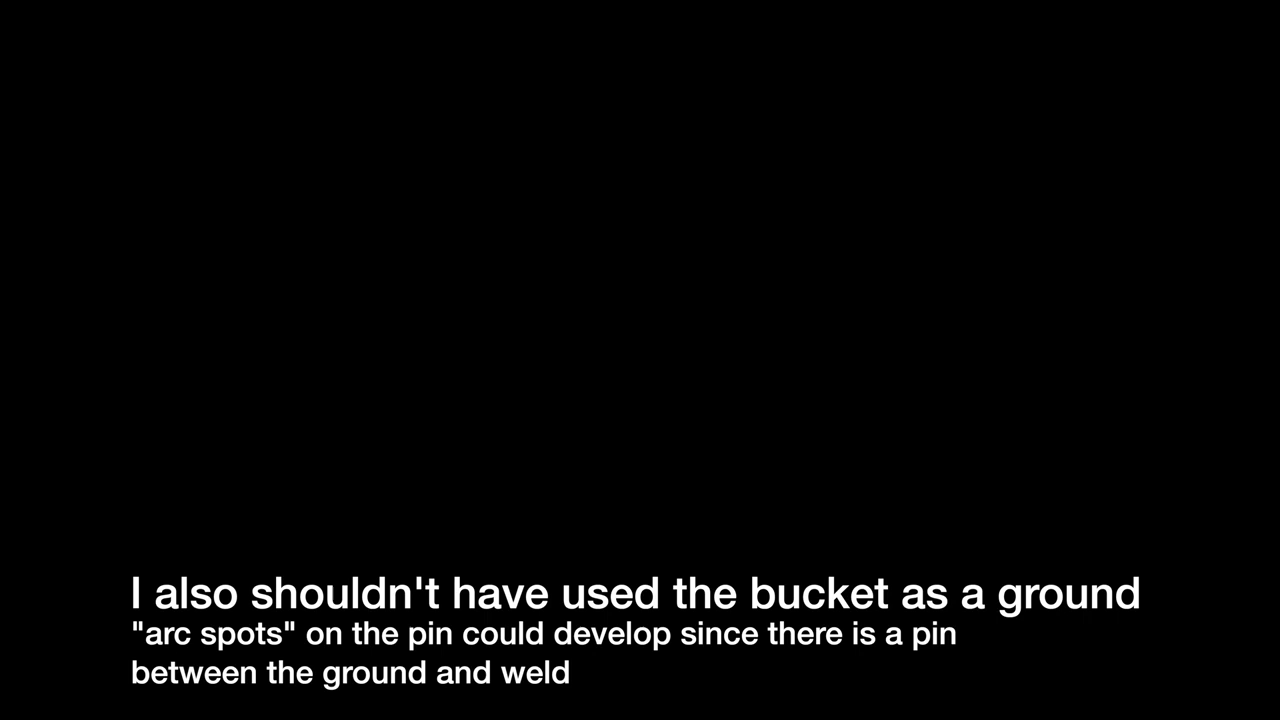 I also shouldn't have used the bucket as a ground
"arc spots" on the pin could develop since there is a pin
between the ground and weld